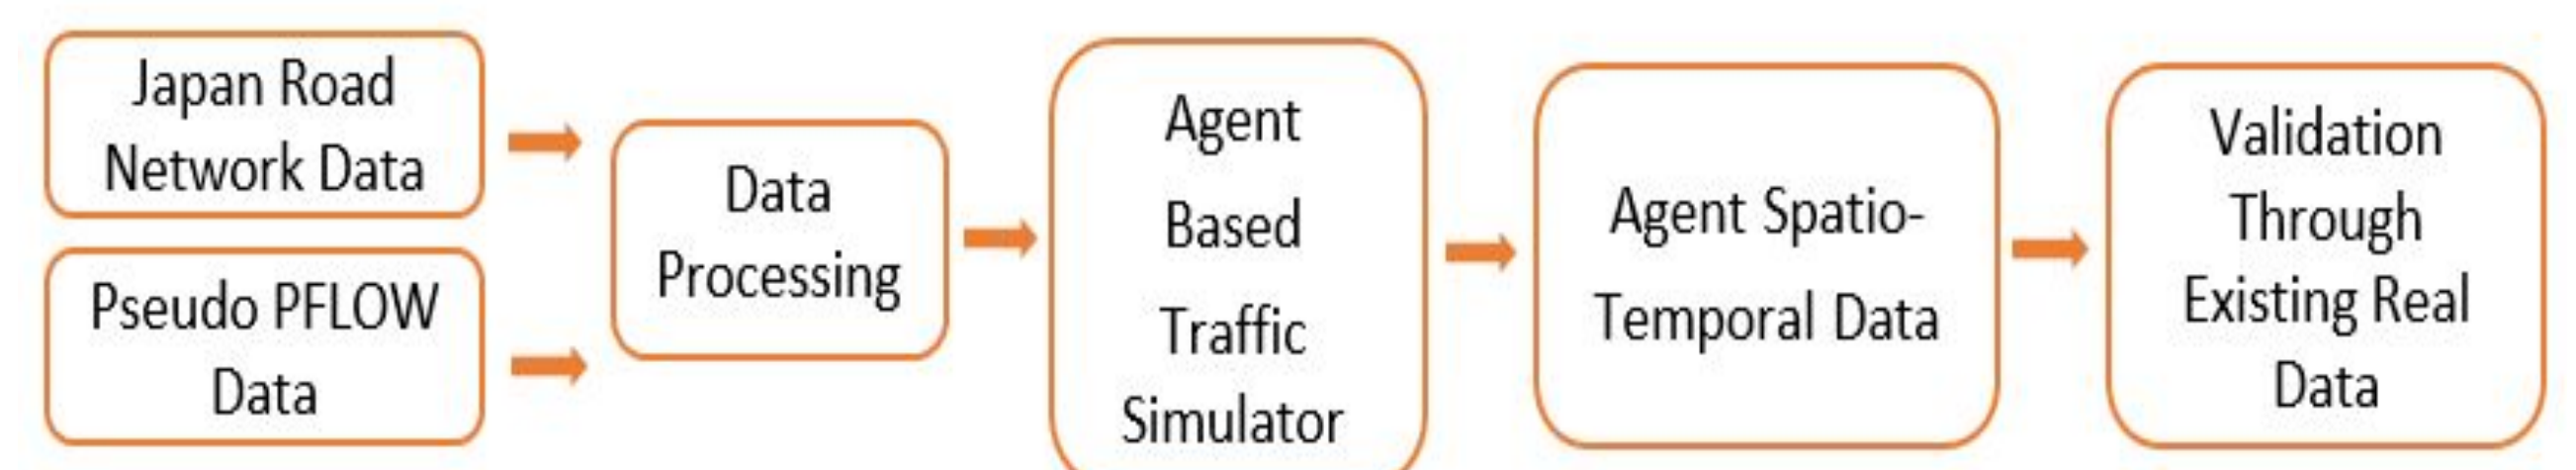 Japan Road
Network Data
Pseudo PFLOW
Data
Data
Processing
Agent
Based
Traffic
Simulator
Agent Spatio-
Temporal Data
Validation
Through
Existing Real
Data